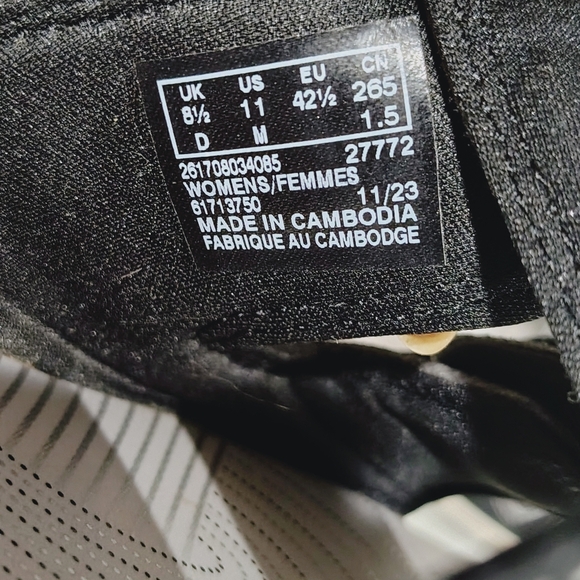 UK US EU CN
8½ 11 42½ 265
D M 1.5
261708034085 27772
WOMENS/FEMMES
61713750 11/23
MADE IN CAMBODIA
FABRIQUE AU CAMBODGE